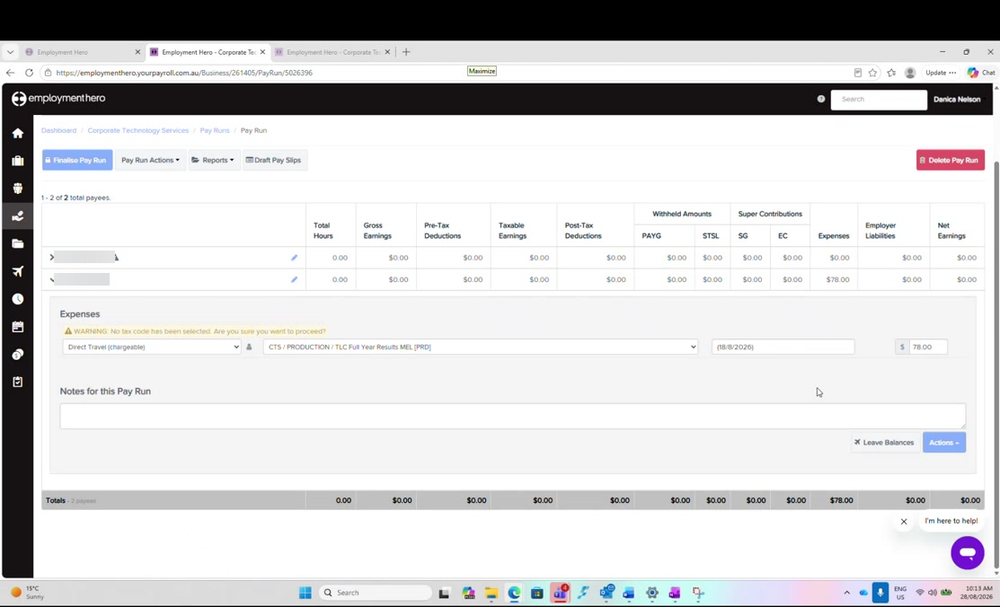 Employment Hero
Employment Hero - Corporate Te
Employment Hero - Corporate Te
https://employmenthero.yourpayroll.com.au/Business/261405/PayRun/5026396
Maximize
Update
Chat
employmenthero
Search
Danica Nelson
Dashboard / Corporate Technology Services / Pay Runs / Pay Run
Finalise Pay Run
Pay Run Actions
Reports
Draft Pay Slips
Delete Pay Run
1 - 2 of 2 total payees.
Withheld Amounts
Super Contributions
Total Hours
Gross Earnings
Pre-Tax Deductions
Taxable Earnings
Post-Tax Deductions
PAYG
STSL
SG
EC
Expenses
Employer Liabilities
Net Earnings
0.00 $0.00 $0.00 $0.00 $0.00 $0.00 $0.00 $0.00 $0.00 $0.00 $0.00 $0.00
0.00 $0.00 $0.00 $0.00 $0.00 $0.00 $0.00 $0.00 $0.00 $78.00 $0.00 $0.00
Expenses
WARNING: No tax code has been selected. Are you sure you want to proceed?
Direct Travel (chargeable)
CTS / PRODUCTION / TLC Full Year Results MEL [PRD]
(18/8/2026)
$ 78.00
Notes for this Pay Run
Leave Balances
Actions
Totals - 2 payees 0.00 $0.00 $0.00 $0.00 $0.00 $0.00 $0.00 $0.00 $0.00 $78.00 $0.00 $0.00
I'm here to help!
15°C
Sunny
Search
ENG
US
10:13 AM
28/08/2026